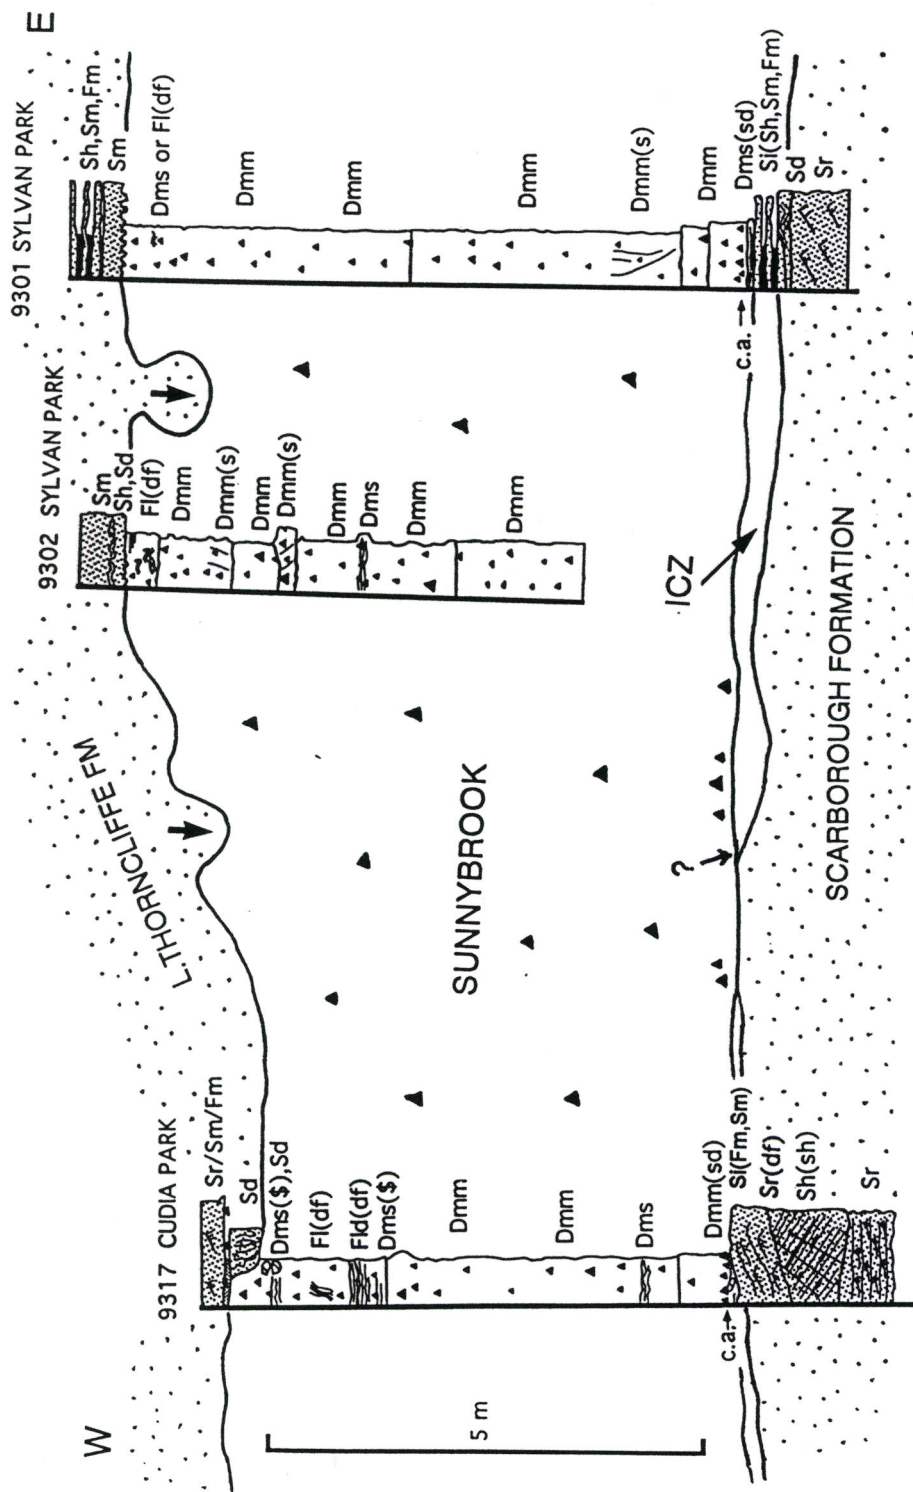 W
E
9317 CUDIA PARK
Sr/Sm/Fm
Sd
Dms($),Sd
Fl(df)
Fld(df)
Dms($)
Dmm
Dmm
Dms
Dmm(sd)
Si(Fm,Sm)
Sr(df)
Sh(sh)
Sr
c.a.
5 m
L.THORNCLIFFE FM
SUNNYBROOK
?
ICZ
SCARBOROUGH FORMATION
9302 SYLVAN PARK
Sm
Sh,Sd
Fl(df)
Dmm
Dmm(s)
Dmm
Dmm(s)
Dmm
Dms
Dmm
Dmm
9301 SYLVAN PARK
Sh,Sm,Fm
Sm
Dms or Fl(df)
Dmm
Dmm
Dmm
Dmm(s)
Dmm
Dms(sd)
Si(Sh,Sm,Fm)
Sd
Sr
c.a.